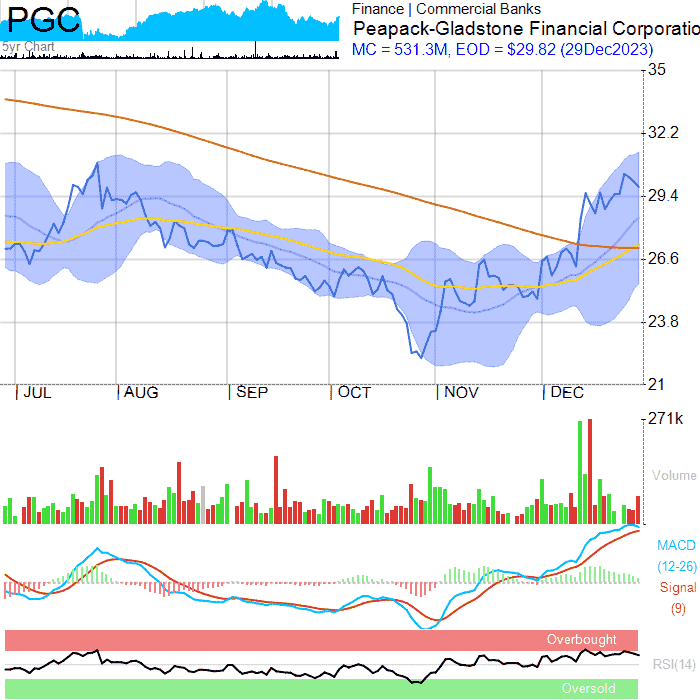 PGC
5yr Chart
Finance | Commercial Banks
Peapack-Gladstone Financial Corporatio
MC = 531.3M, EOD = $29.82 (29Dec2023)
35
32.2
29.4
26.6
23.8
21
JUL AUG SEP OCT NOV DEC
271k
Volume
MACD
(12-26)
Signal
(9)
Overbought
RSI(14)
Oversold